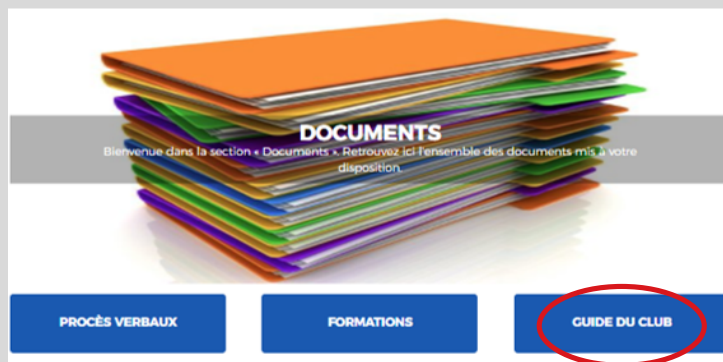 DOCUMENTS
Bienvenue dans la section « Documents ». Retrouvez ici l'ensemble des documents mis à votre
disposition.
PROCÈS VERBAUX
FORMATIONS
GUIDE DU CLUB